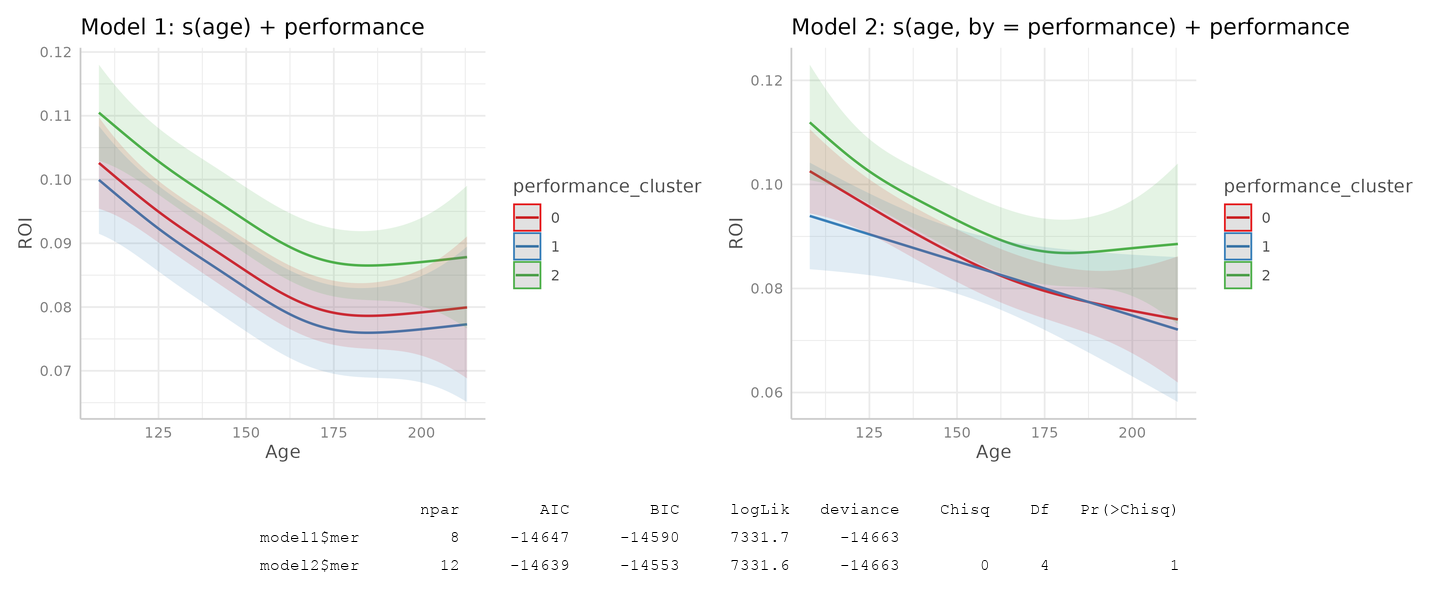 Model 1: s(age) + performance
0.12
0.11
0.10
0.09
0.08
0.07
ROI
125 150 175 200
Age
performance_cluster
0
1
2
Model 2: s(age, by = performance) + performance
0.12
0.10
0.08
0.06
ROI
125 150 175 200
Age
performance_cluster
0
1
2
npar AIC BIC logLik deviance Chisq Df Pr(>Chisq)
model1$mer 8 -14647 -14590 7331.7 -14663
model2$mer 12 -14639 -14553 7331.6 -14663 0 4 1